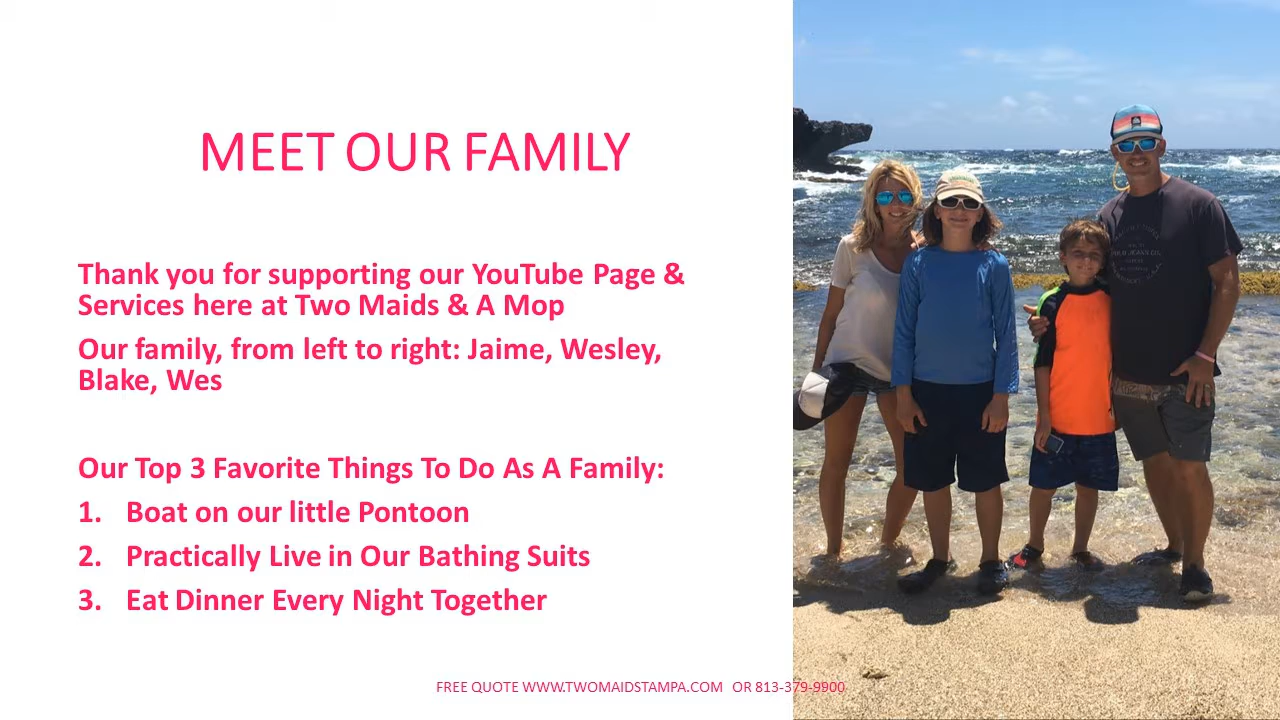 MEET OUR FAMILY
Thank you for supporting our YouTube Page &
Services here at Two Maids & A Mop
Our family, from left to right: Jaime, Wesley,
Blake, Wes
Our Top 3 Favorite Things To Do As A Family:
1. Boat on our little Pontoon
2. Practically Live in Our Bathing Suits
3. Eat Dinner Every Night Together
FREE QUOTE WWW.TWOMAIDSTAMPA.COM OR 813-379-9900